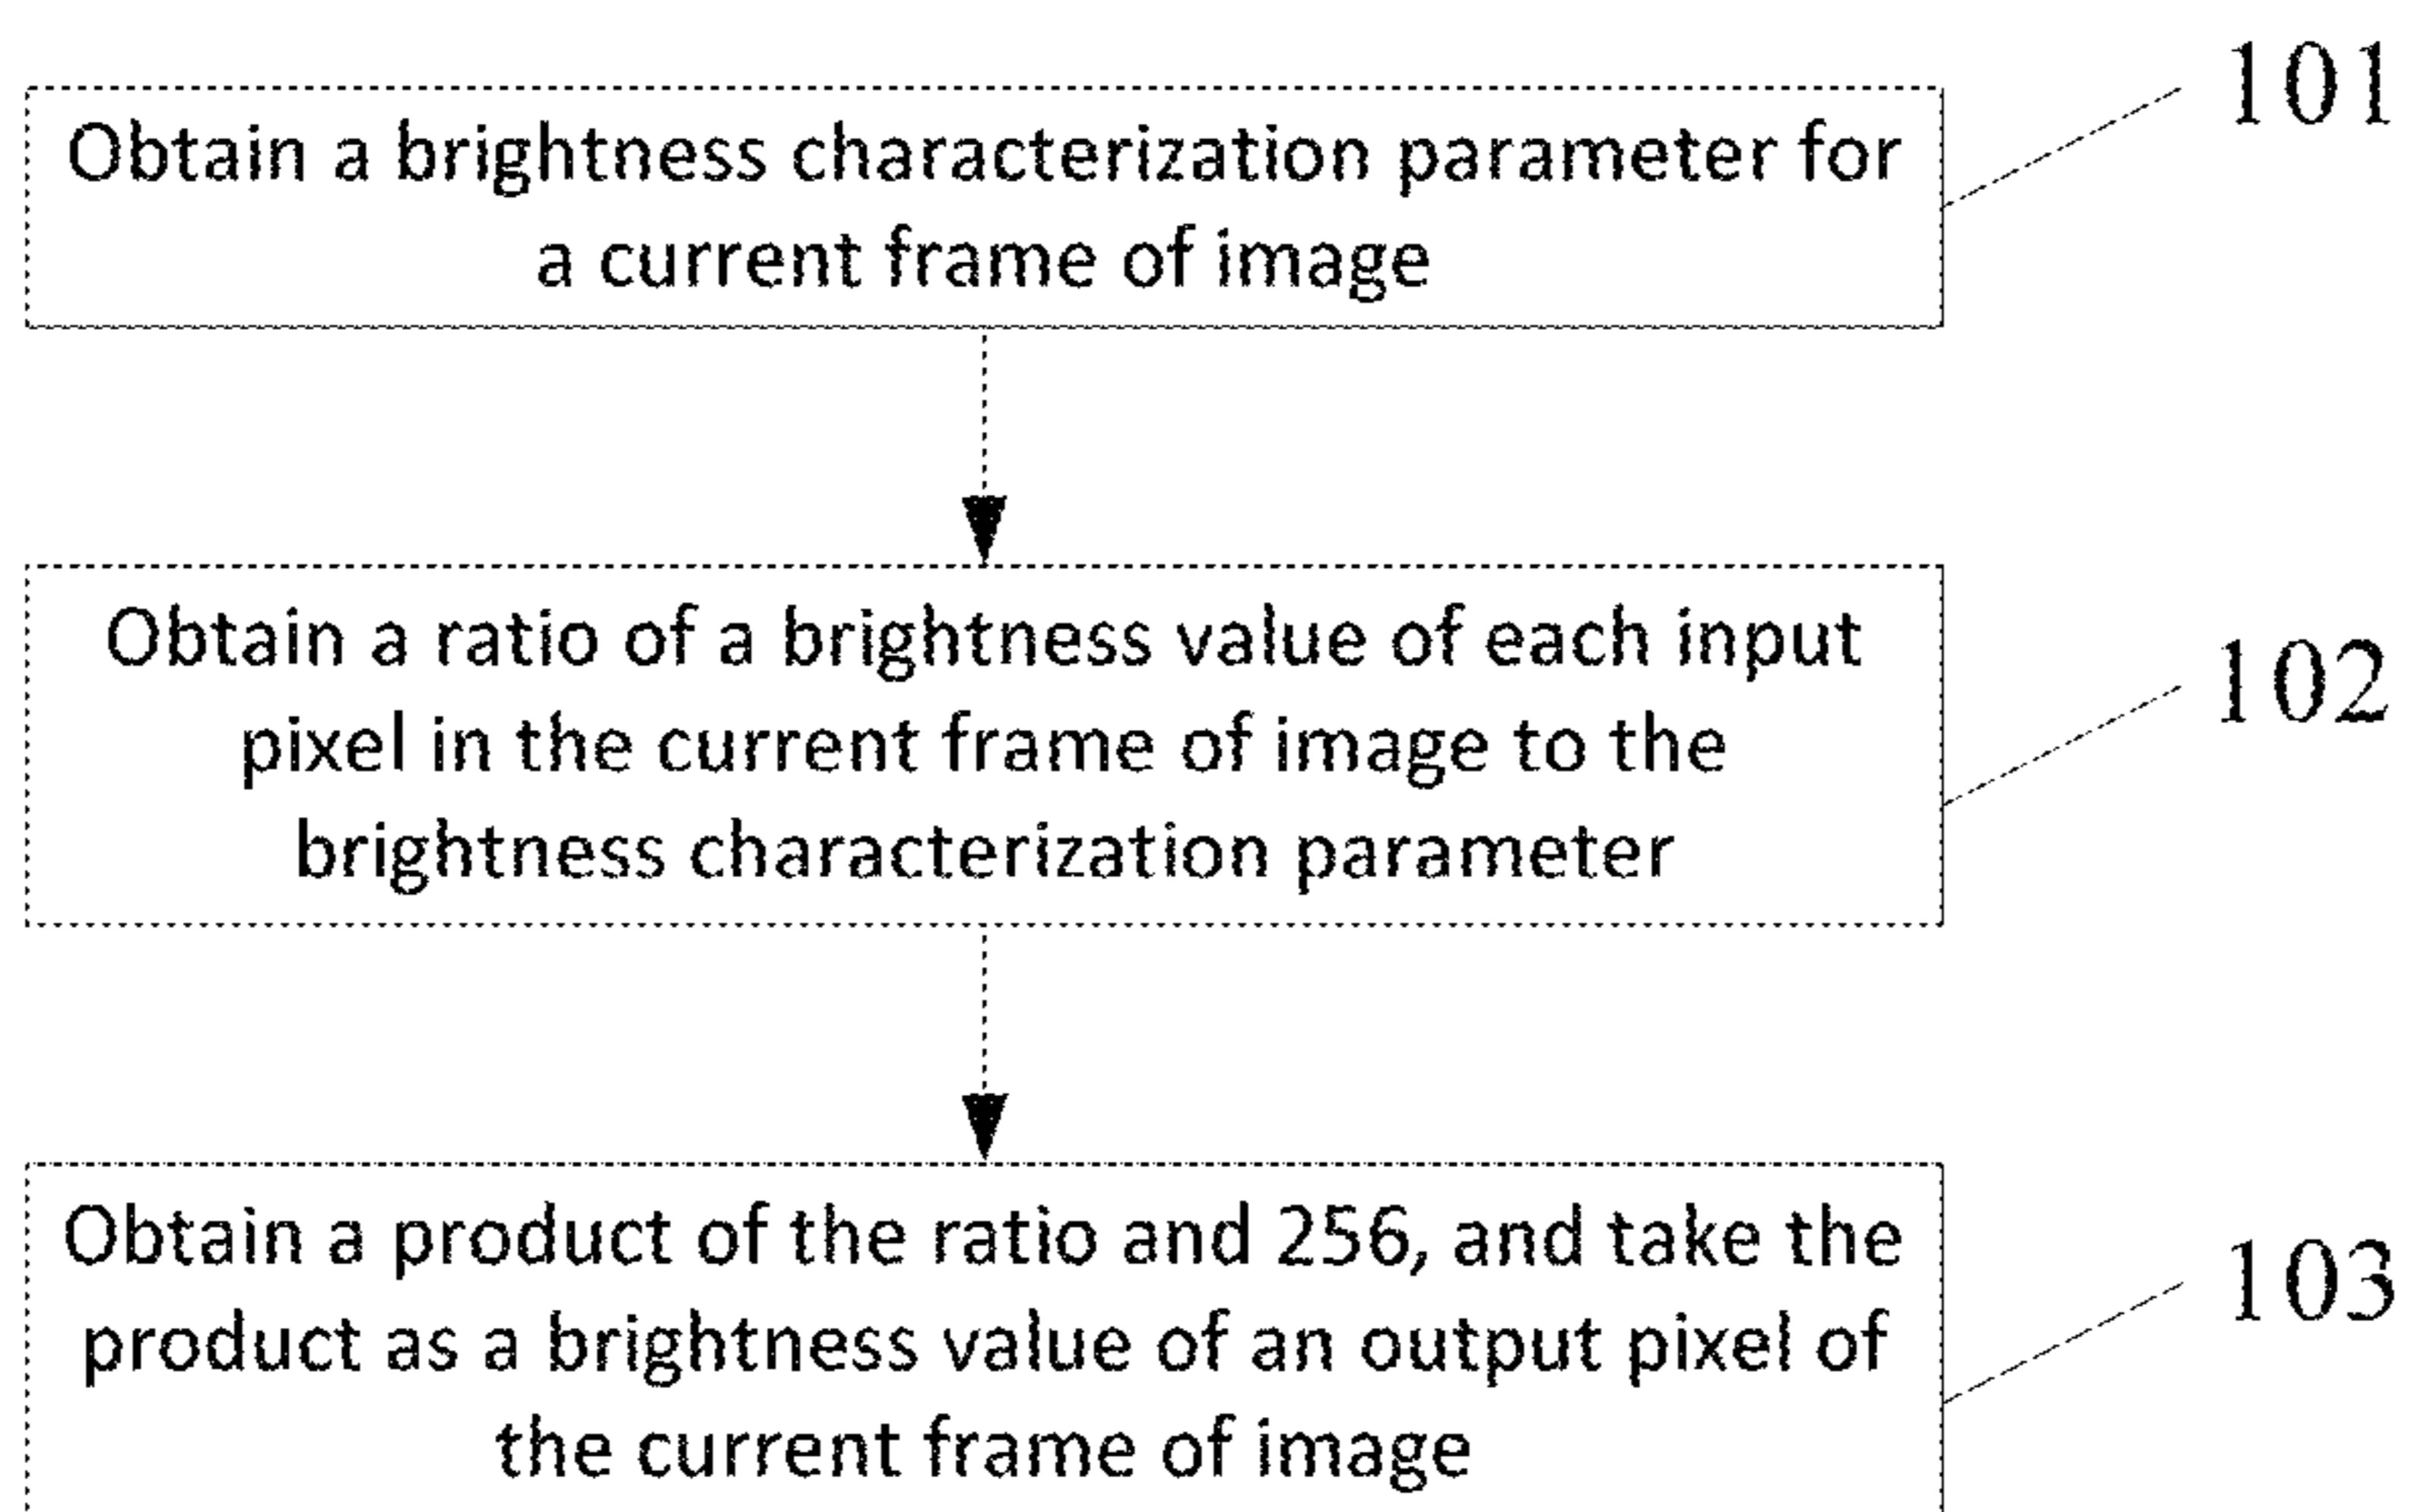 101
Obtain a brightness characterization parameter for
a current frame of image
Obtain a ratio of a brightness value of each input
pixel in the current frame of image to the
brightness characterization parameter
102
Obtain a product of the ratio and 256, and take the
product as a brightness value of an output pixel of
the current frame of image
103